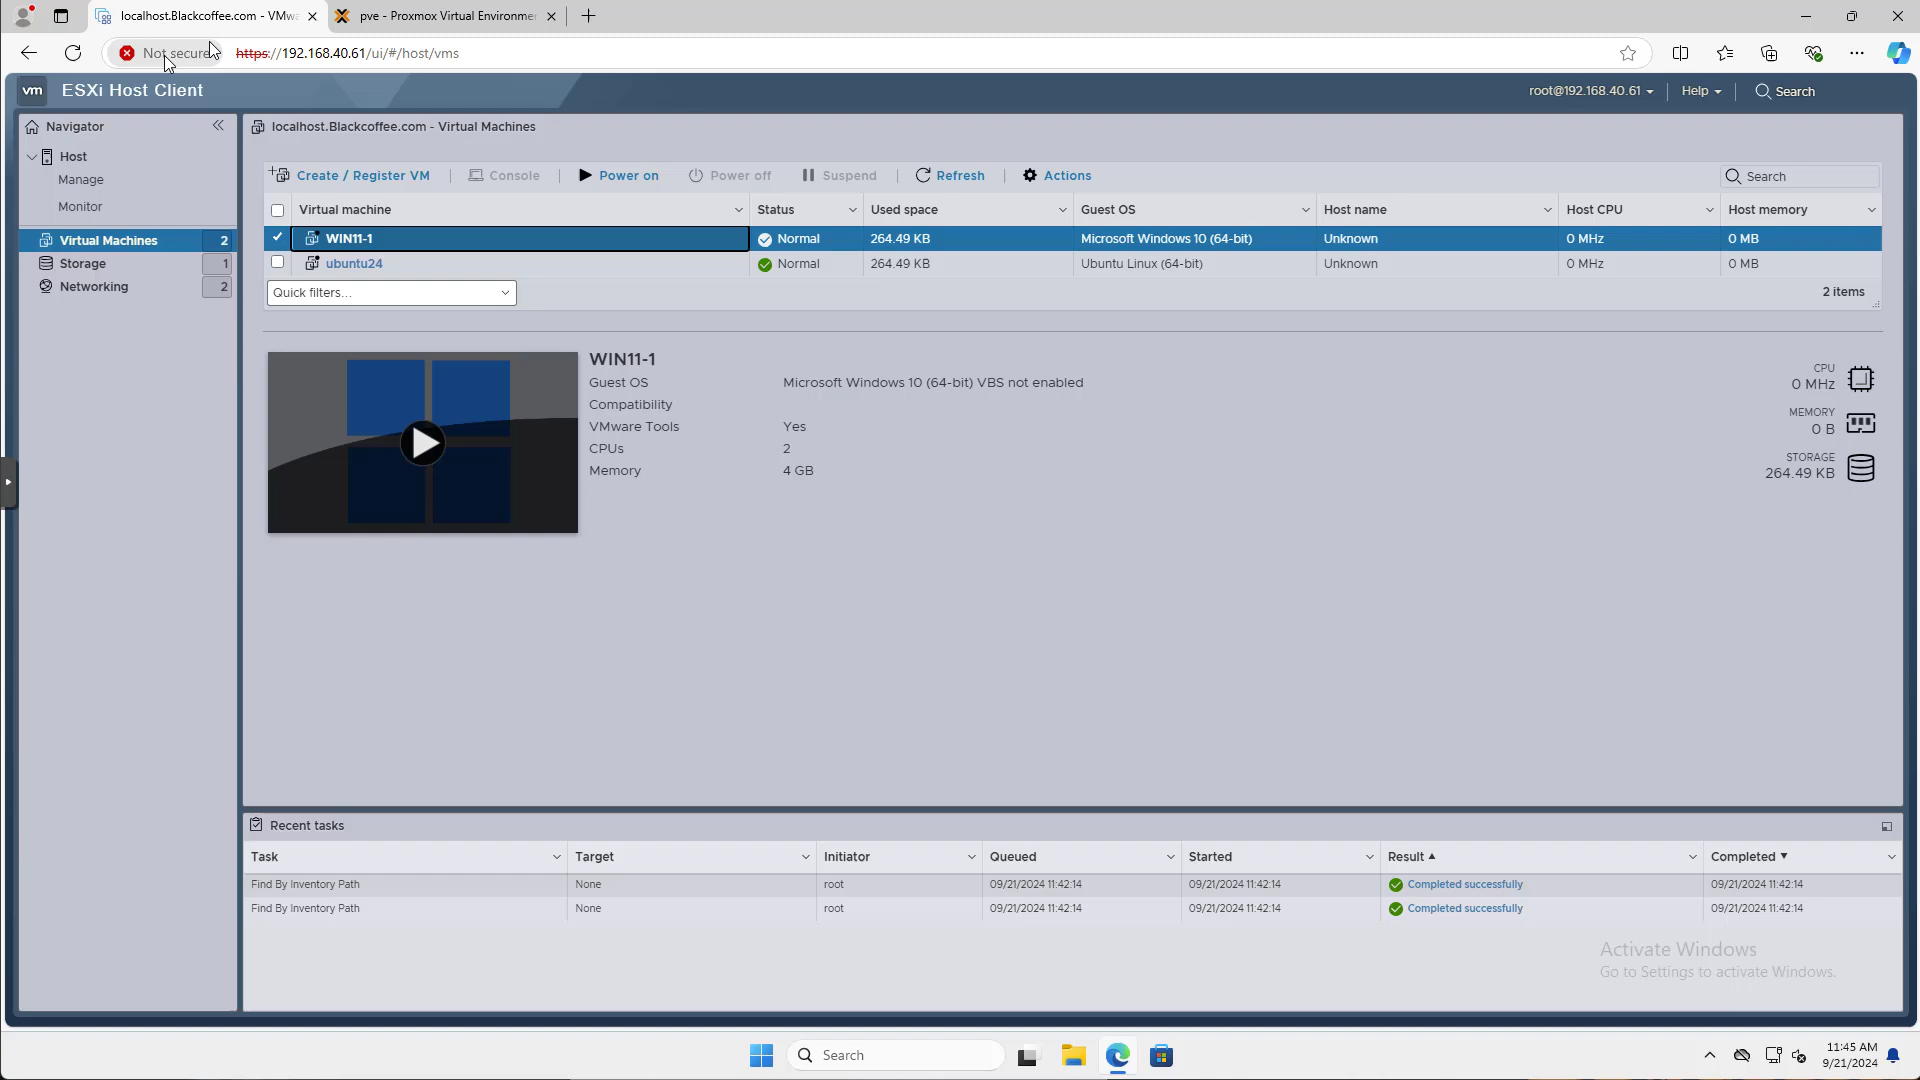 localhost.Blackcoffee.com - VMwa
pve - Proxmox Virtual Environme
Not secure
https://192.168.40.61/ui/#/host/vms
vm
ESXi Host Client
root@192.168.40.61
Help
Search
Navigator
Host
Manage
Monitor
Virtual Machines 2
Storage 1
Networking 2
localhost.Blackcoffee.com - Virtual Machines
Create / Register VM
Console
Power on
Power off
Suspend
Refresh
Actions
Search
Virtual machine Status Used space Guest OS Host name Host CPU Host memory
WIN11-1 Normal 264.49 KB Microsoft Windows 10 (64-bit) Unknown 0 MHz 0 MB
ubuntu24 Normal 264.49 KB Ubuntu Linux (64-bit) Unknown 0 MHz 0 MB
Quick filters...
2 items
WIN11-1
Guest OS Microsoft Windows 10 (64-bit) VBS not enabled
Compatibility
VMware Tools Yes
CPUs 2
Memory 4 GB
CPU
0 MHz
MEMORY
0 B
STORAGE
264.49 KB
Recent tasks
Task Target Initiator Queued Started Result Completed
Find By Inventory Path None root 09/21/2024 11:42:14 09/21/2024 11:42:14 Completed successfully 09/21/2024 11:42:14
Find By Inventory Path None root 09/21/2024 11:42:14 09/21/2024 11:42:14 Completed successfully 09/21/2024 11:42:14
Activate Windows
Go to Settings to activate Windows.
Search
11:45 AM
9/21/2024